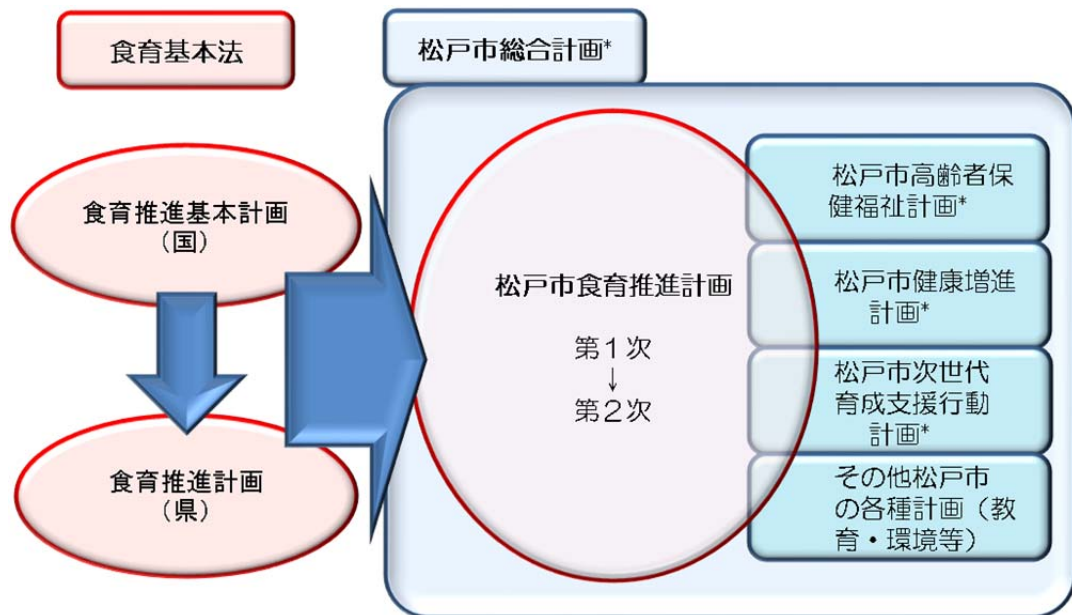 食育基本法
松戸市総合計画*
食育推進基本計画
(国)
食育推進計画
(県)
松戸市食育推進計画
第1次
↓
第2次
松戸市高齢者保
健福祉計画*
松戸市健康増進
計画*
松戸市次世代
育成支援行動
計画*
その他松戸市
の各種計画(教
育・環境等)